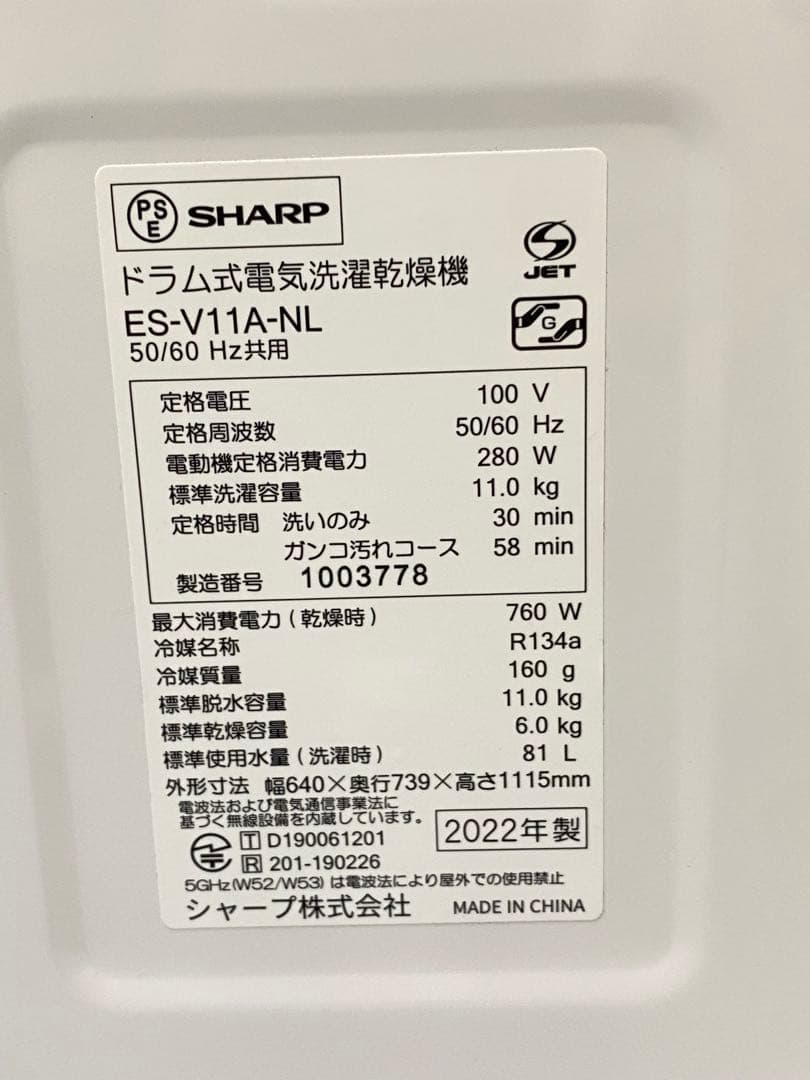 PS E SHARP
JET
ドラム式電気洗濯乾燥機
ES-V11A-NL
G
50/60 Hz共用
定格電圧 100 V
定格周波数 50/60 Hz
電動機定格消費電力 280 W
標準洗濯容量 11.0 kg
定格時間 洗いのみ 30 min
ガンコ汚れコース 58 min
製造番号 1003778
最大消費電力(乾燥時) 760 W
冷媒名称 R134a
冷媒質量 160 g
標準脱水容量 11.0 kg
標準乾燥容量 6.0 kg
標準使用水量(洗濯時) 81 L
外形寸法 幅640×奥行739×高さ1115mm
電波法および電気通信事業法に
基づく無線設備を内蔵しています。
T D190061201
2022年製
R 201-190226
5GHz(W52/W53)は電波法により屋外での使用禁止
シャープ株式会社 MADE IN CHINA